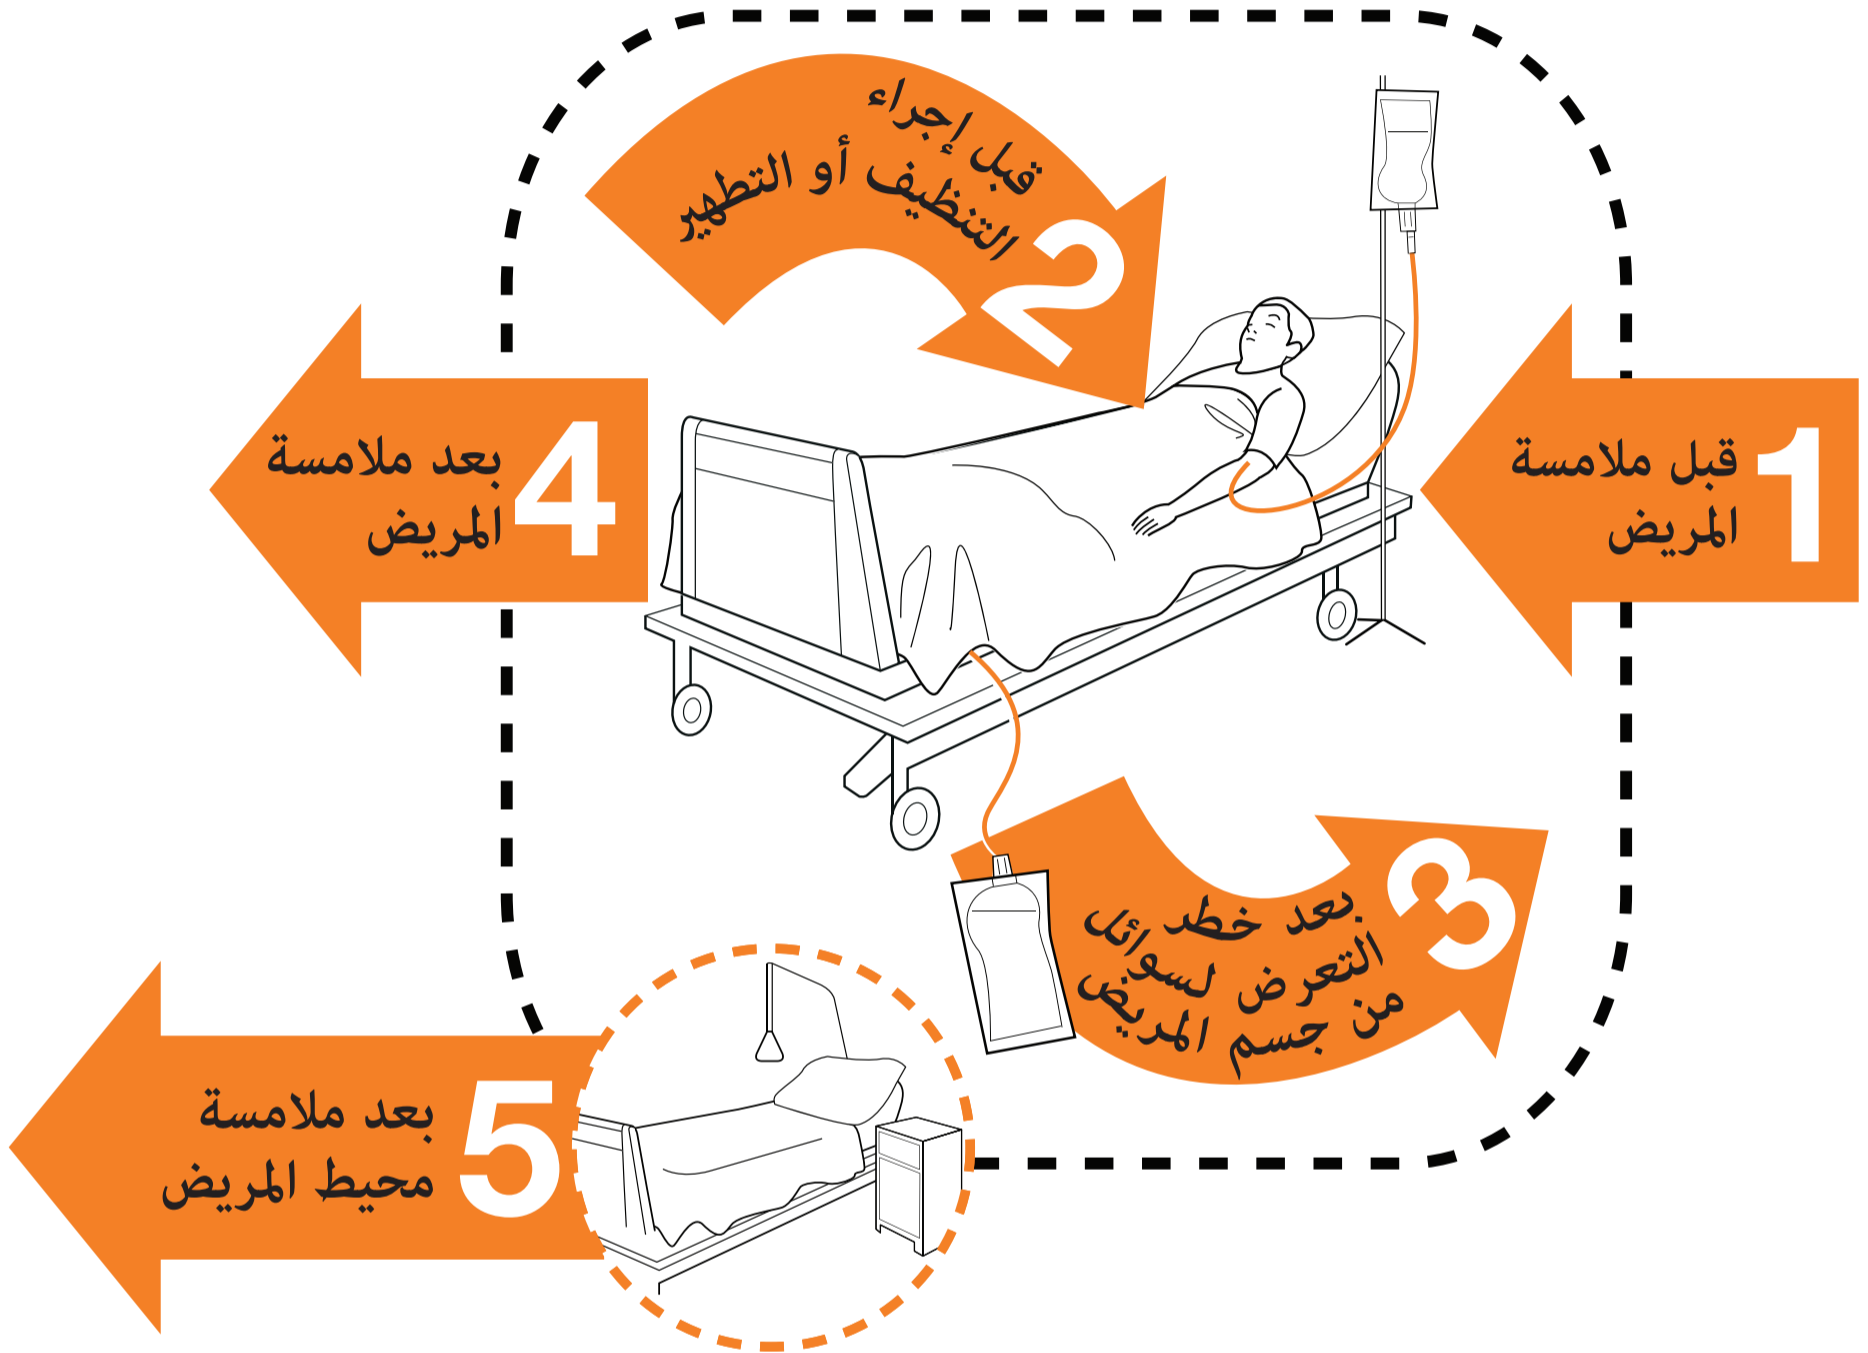 1
قبل ملامسة
المريض
2
قبل إجراء
التنظيف أو التطهير
3
بعد خطر
التعرض لسوائل
من جسم المريض
4
بعد ملامسة
المريض
5
بعد ملامسة
محيط المريض